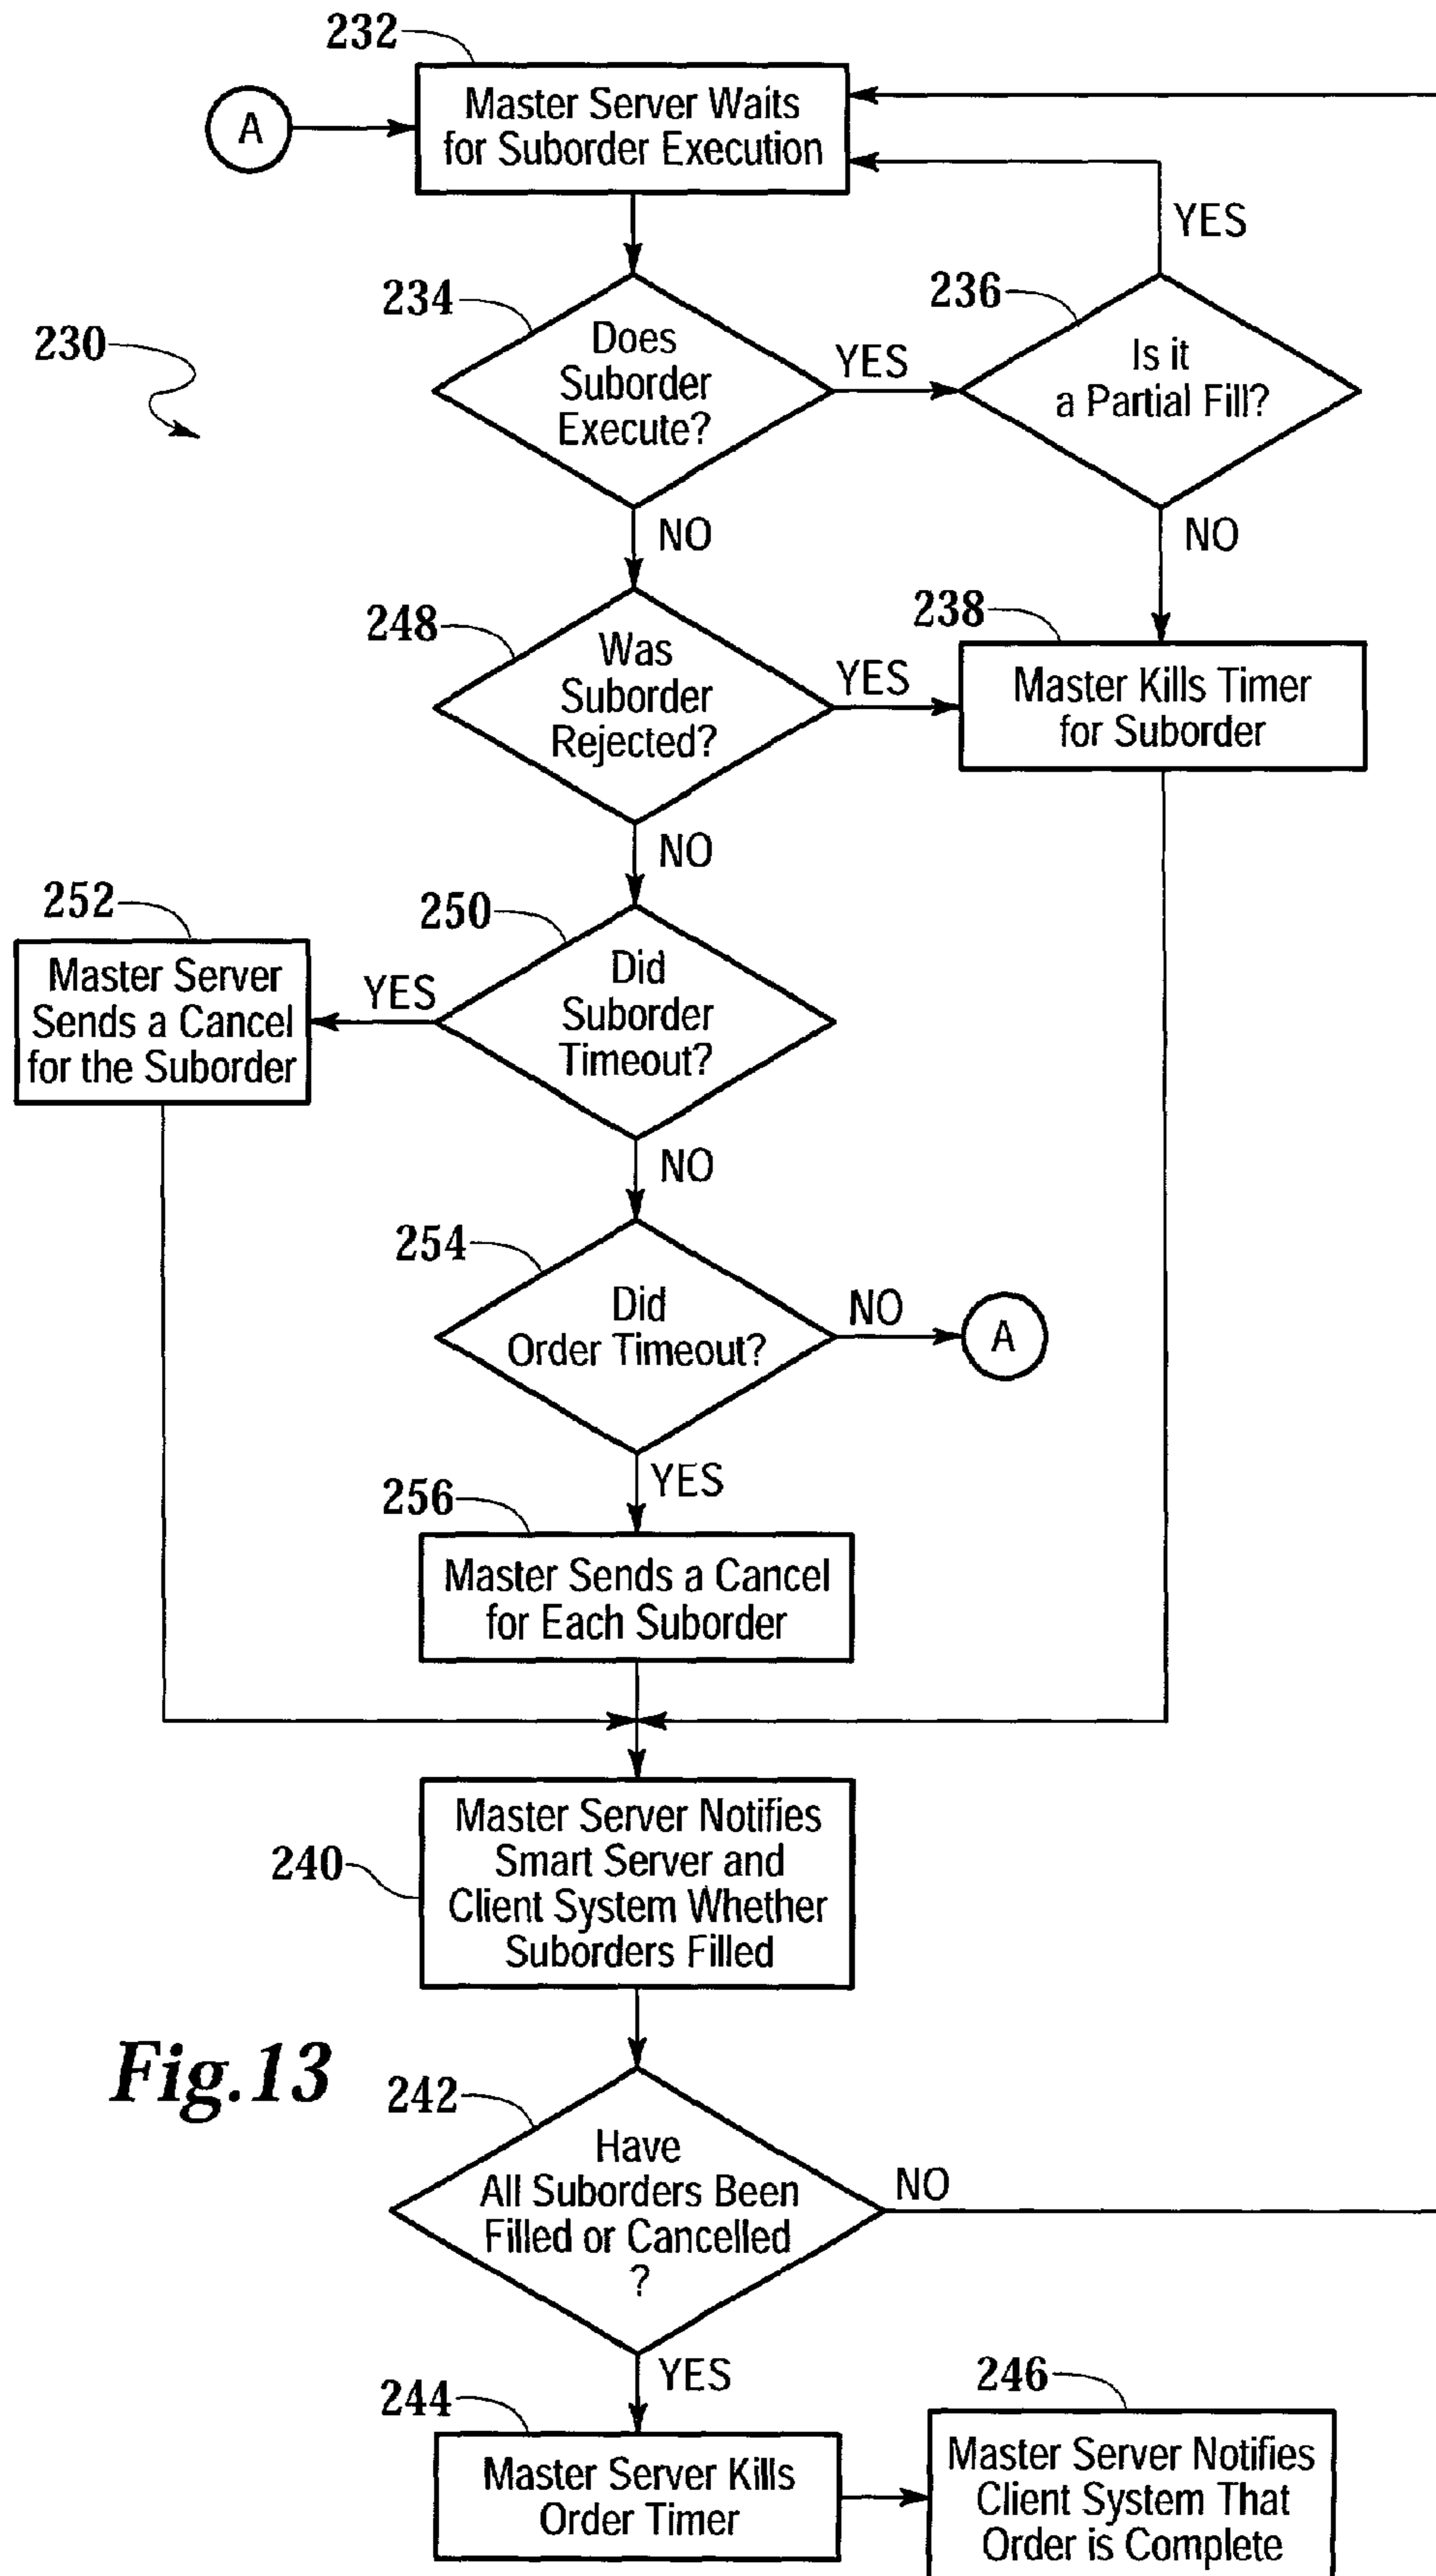 232
A
Master Server Waits
for Suborder Execution
YES
234
Does
Suborder
Execute?
YES
236
Is it
a Partial Fill?
230
NO
NO
248
Was
Suborder
Rejected?
YES
238
Master Kills Timer
for Suborder
NO
252
Master Server
Sends a Cancel
for the Suborder
YES
250
Did
Suborder
Timeout?
NO
254
Did
Order Timeout?
NO
A
YES
256
Master Sends a Cancel
for Each Suborder
240
Master Server Notifies
Smart Server and
Client System Whether
Suborders Filled
Fig.13
242
Have
All Suborders Been
Filled or Cancelled
?
NO
YES
244
Master Server Kills
Order Timer
246
Master Server Notifies
Client System That
Order is Complete